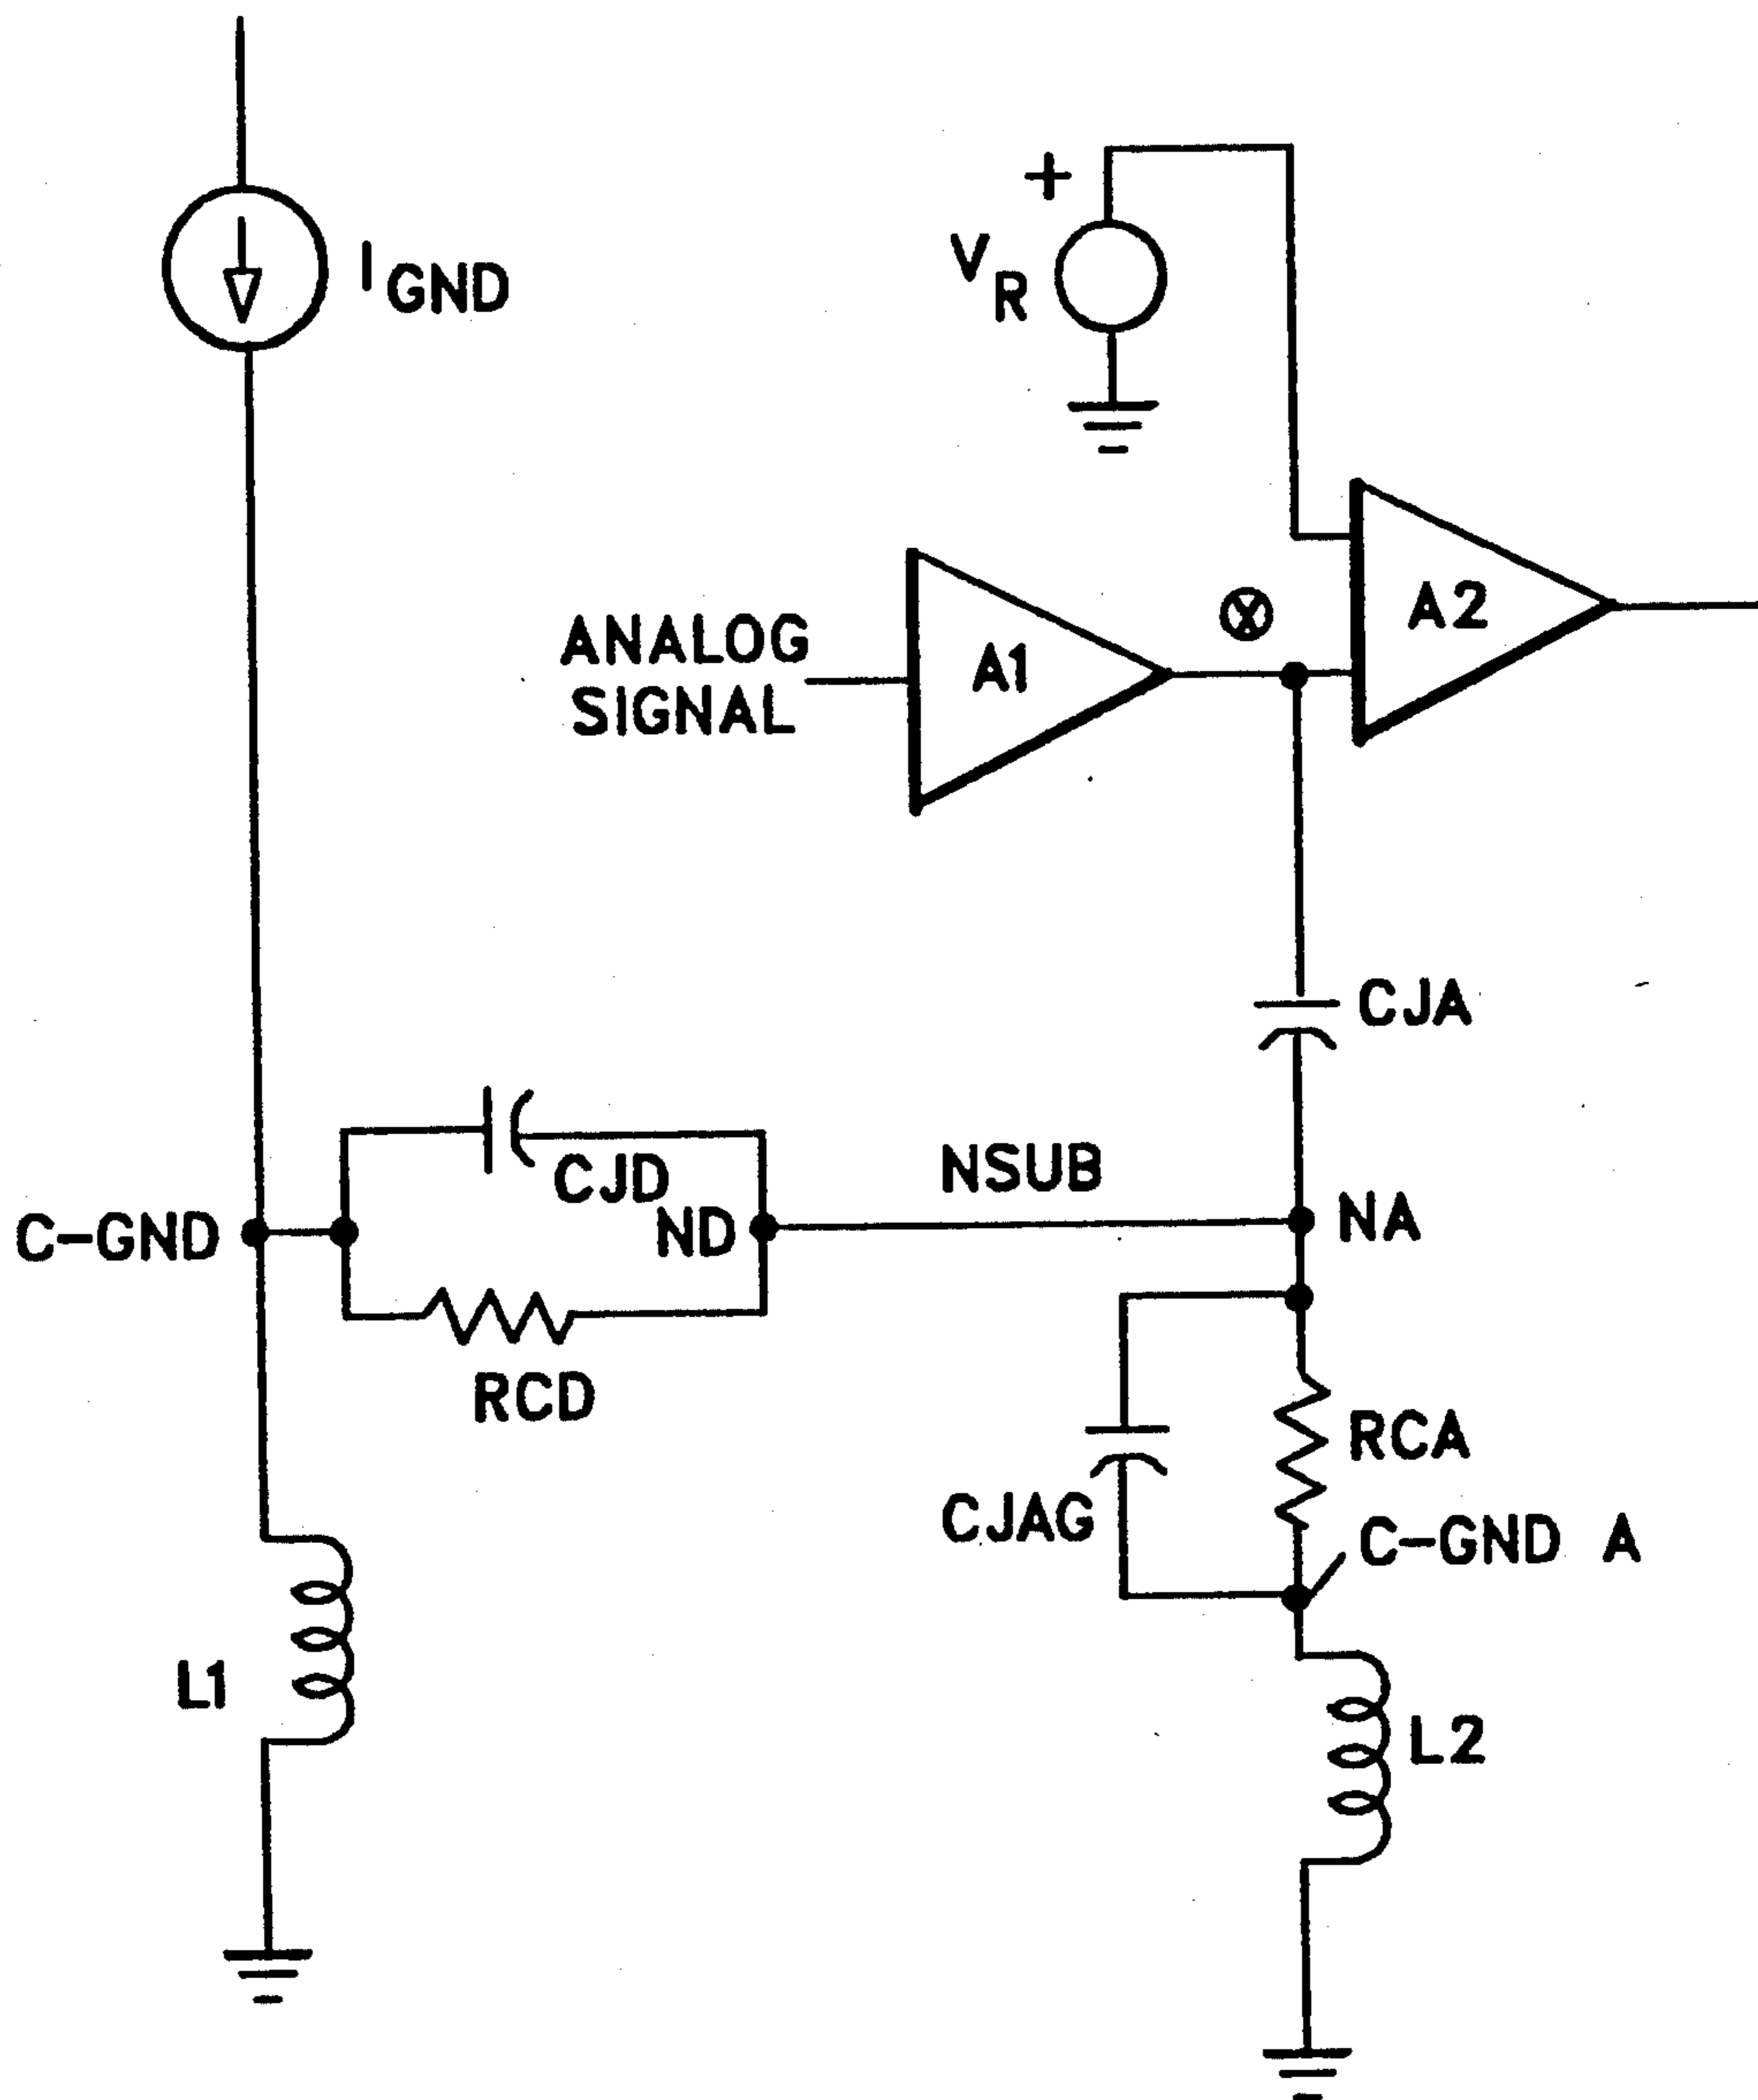 I GND
+
V R
ANALOG
SIGNAL
A1
X
A2
CJA
CJD
ND
NSUB
NA
C-GND
RCD
RCA
CJAG
C-GND A
L1
L2